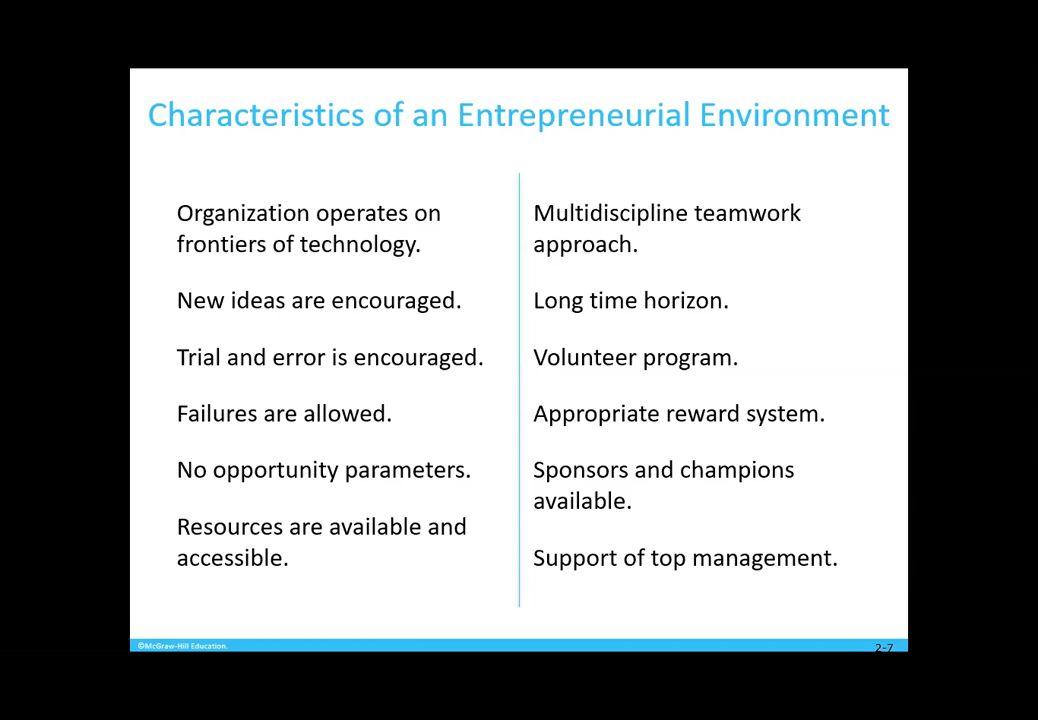 Characteristics of an Entrepreneurial Environment
Organization operates on
frontiers of technology.
New ideas are encouraged.
Trial and error is encouraged.
Failures are allowed.
No opportunity parameters.
Resources are available and
accessible.
Multidiscipline teamwork
approach.
Long time horizon.
Volunteer program.
Appropriate reward system.
Sponsors and champions
available.
Support of top management.
©McGraw-Hill Education.
2-7